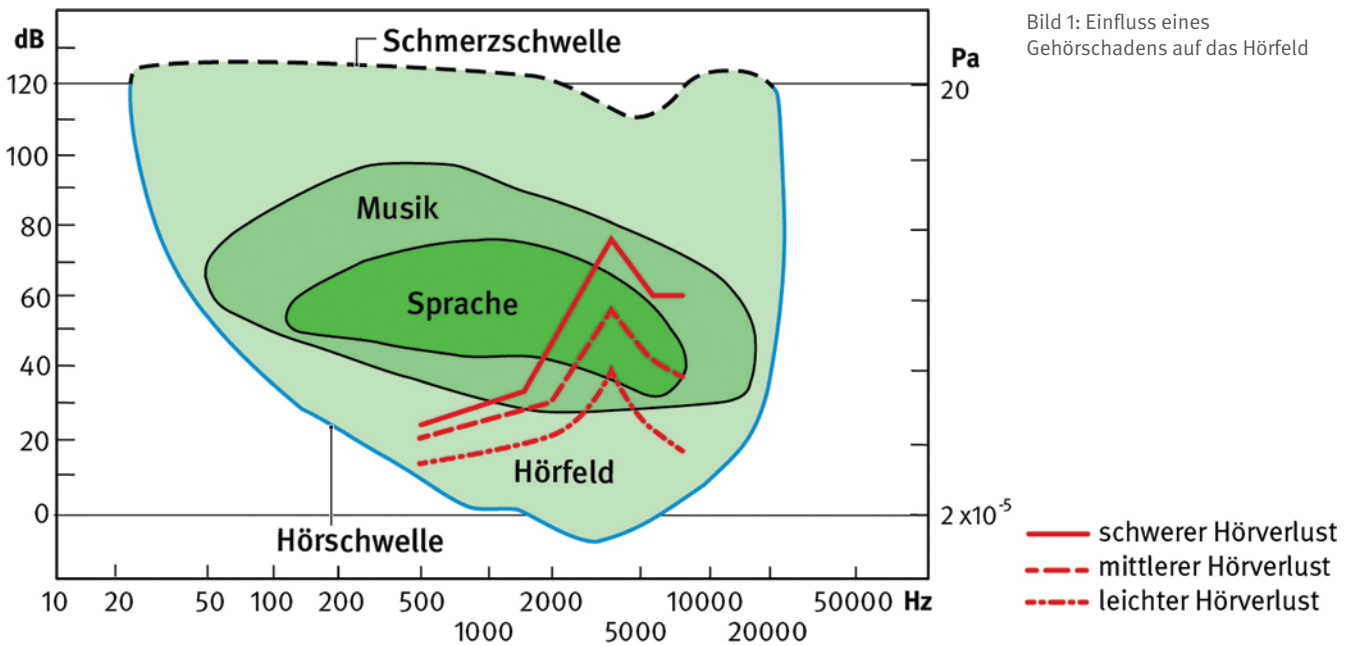 Bild 1: Einfluss eines
Gehörschadens auf das Hörfeld
dB
Schmerzschwelle
Pa
120
20
100
80
60
40
20
0
Musik
Sprache
Hörfeld
2 x10⁻⁵
Hörschwelle
schwerer Hörverlust
mittlerer Hörverlust
leichter Hörverlust
10 20 50 100 200 500 2000 10000 50000 Hz
1000 5000 20000